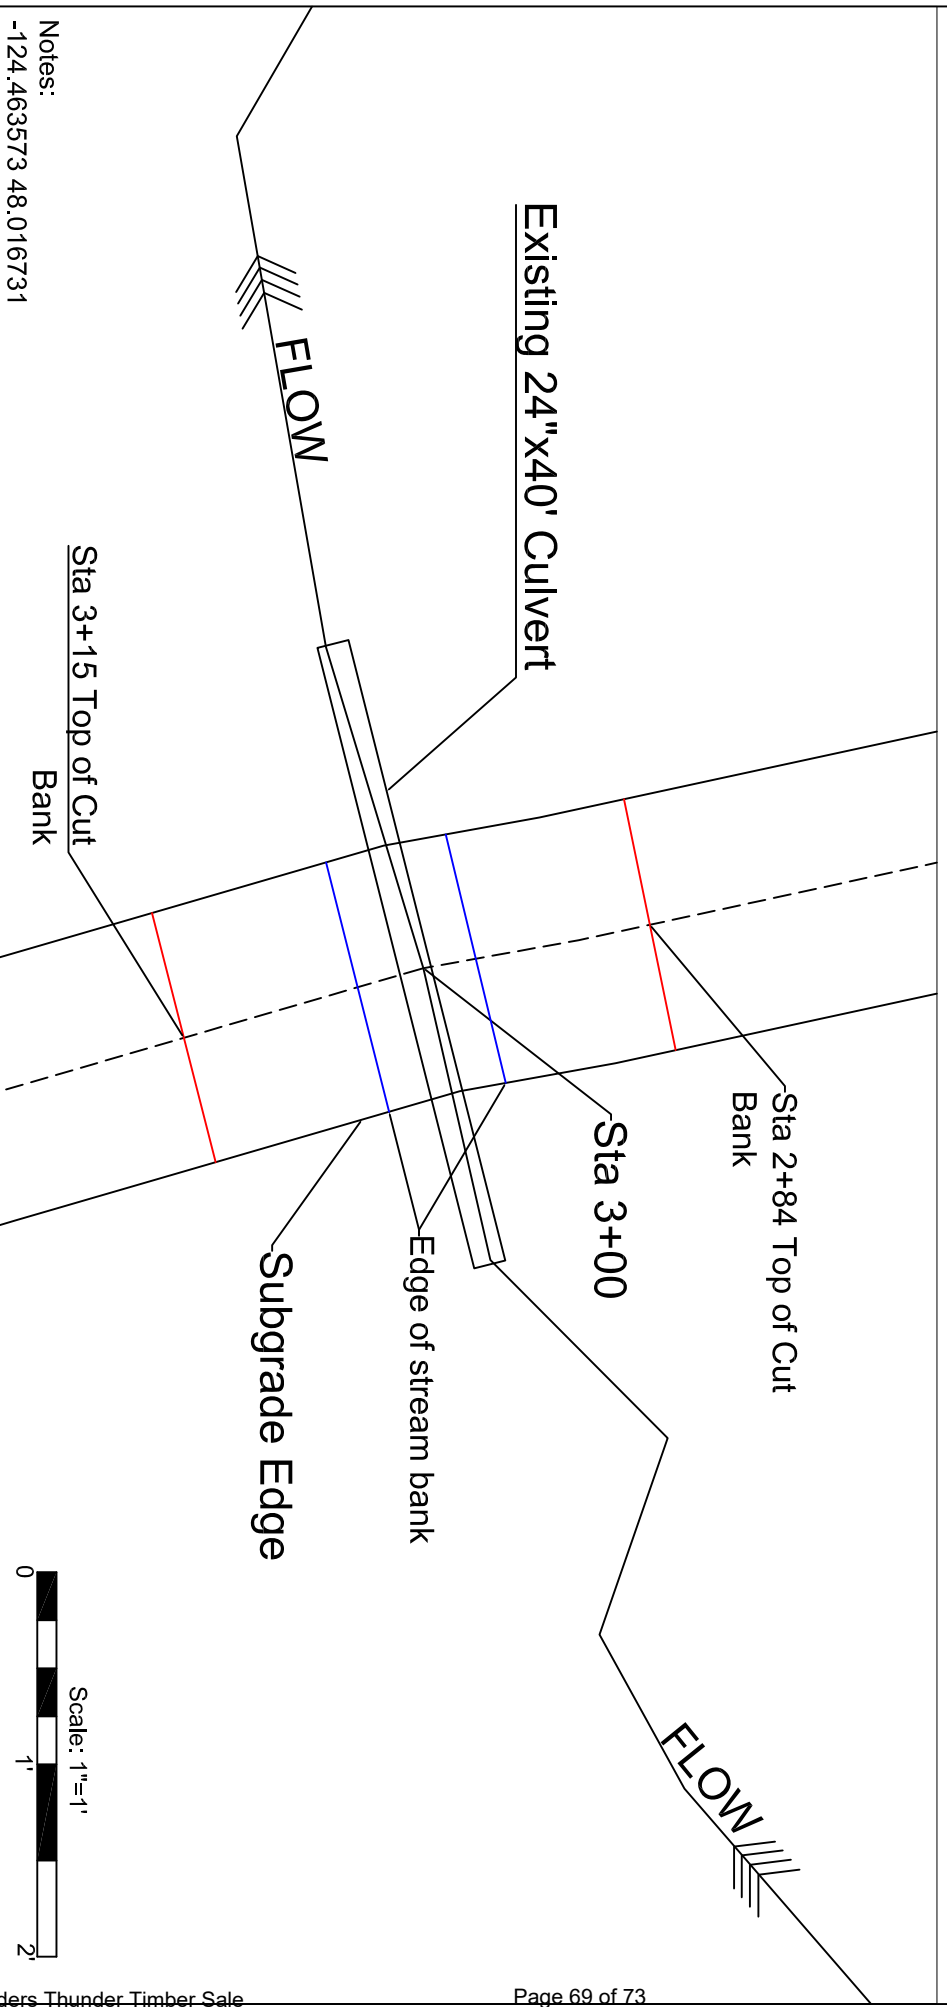 Existing 24"x40' Culvert
FLOW
Sta 2+84 Top of Cut
Bank
Sta 3+00
Edge of stream bank
Subgrade Edge
FLOW
Sta 3+15 Top of Cut
Bank
Notes:
-124.463573 48.016731
Scale: 1"=1'
0 1' 2'
Thunder Timber Sale
Page 69 of 73